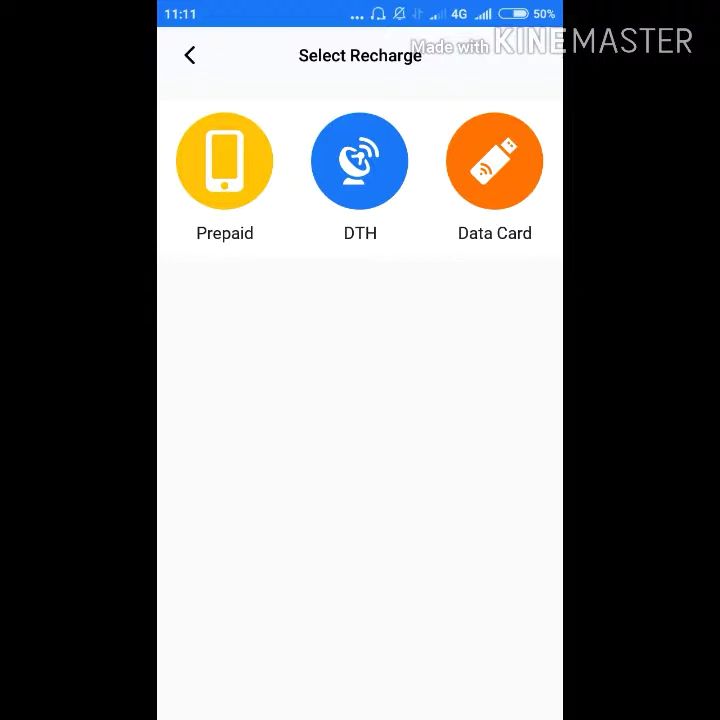 11:11 ... 4G 50%
Made with KINEMASTER
Select Recharge
Prepaid DTH Data Card